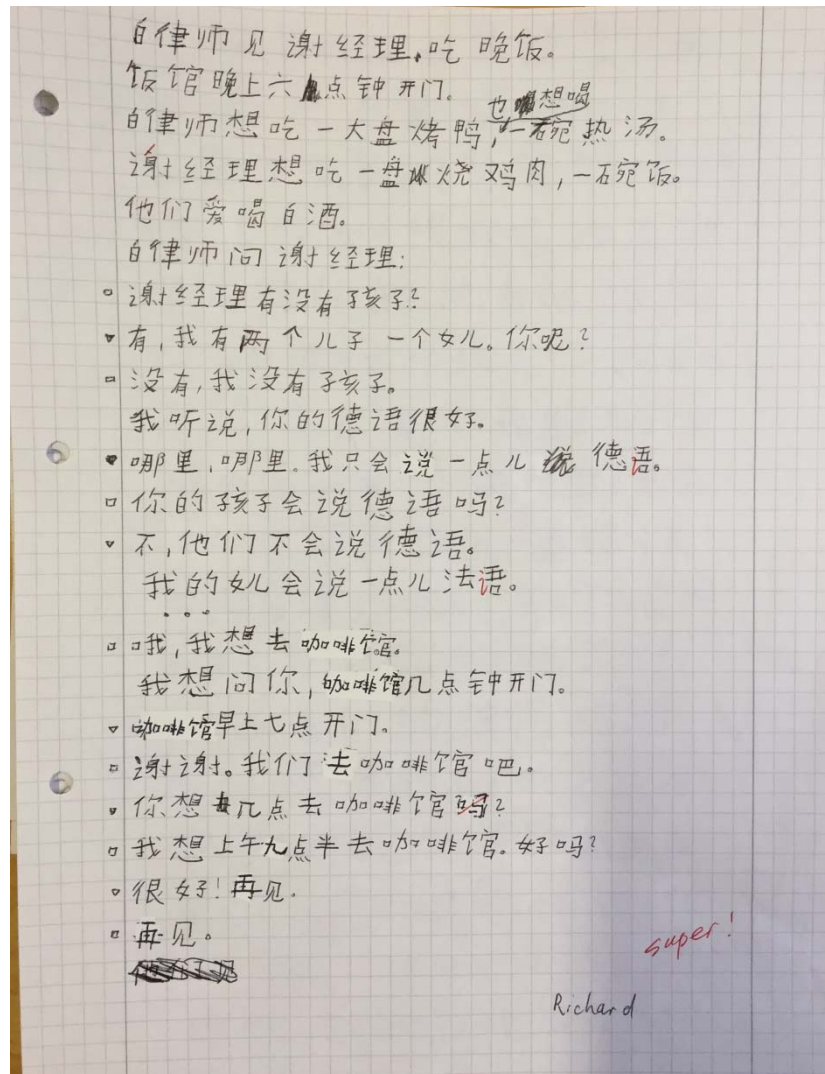 白律师见谢经理,吃晚饭。
饭馆晚上六点钟开门。
也想喝
白律师想吃一大盘烤鸭,一碗热汤。
谢经理想吃一盘烧鸡肉,一碗饭。
他们爱喝白酒。
白律师问谢经理:
谢经理有没有孩子?
有,我有两个儿子一个女儿。你呢?
没有,我没有孩子。
我听说,你的德语很好。
哪里,哪里。我只会说一点儿德语。
你的孩子会说德语吗?
不,他们不会说德语。
我的女儿会说一点儿法语。
...
哦,我想去咖啡馆。
我想问你,咖啡馆几点钟开门。
咖啡馆早上七点开门。
谢谢。我们去咖啡馆吧。
你想几点去咖啡馆吗?
我想上午九点半去咖啡馆。好吗?
很好!再见.
再见。
super!
Richard